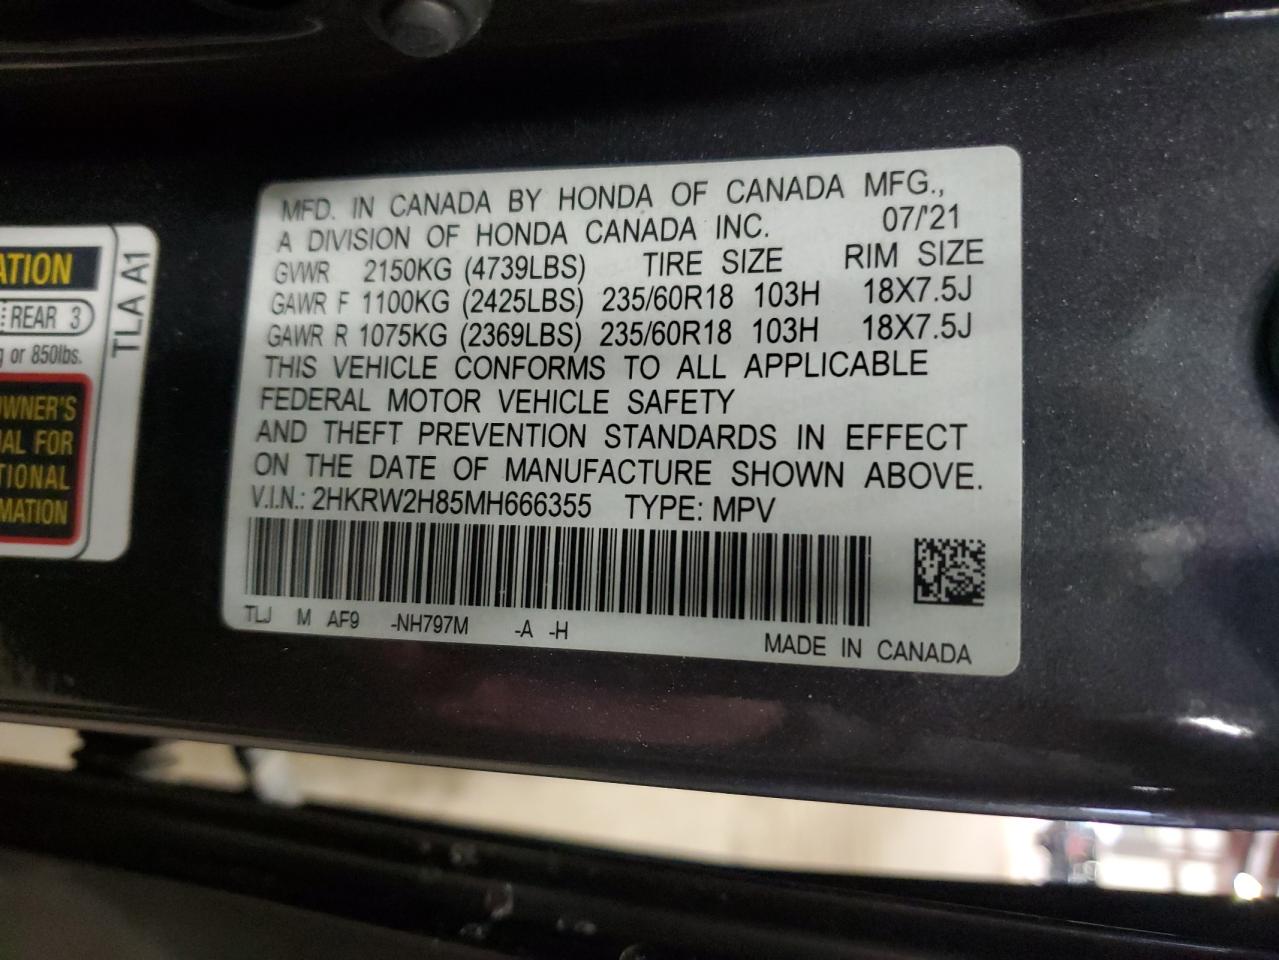 MFD. IN CANADA BY HONDA OF CANADA MFG.,
A DIVISION OF HONDA CANADA INC. 07/'21
GVWR 2150KG (4739LBS) TIRE SIZE RIM SIZE
GAWR F 1100KG (2425LBS) 235/60R18 103H 18X7.5J
GAWR R 1075KG (2369LBS) 235/60R18 103H 18X7.5J
THIS VEHICLE CONFORMS TO ALL APPLICABLE
FEDERAL MOTOR VEHICLE SAFETY
AND THEFT PREVENTION STANDARDS IN EFFECT
ON THE DATE OF MANUFACTURE SHOWN ABOVE.
V.I.N.: 2HKRW2H85MH666355 TYPE: MPV
TLJ M AF9 -NH797M -A -H
MADE IN CANADA
ATION
REAR 3
g or 850lbs.
OWNER'S
AL FOR
TIONAL
MATION
TLA A1